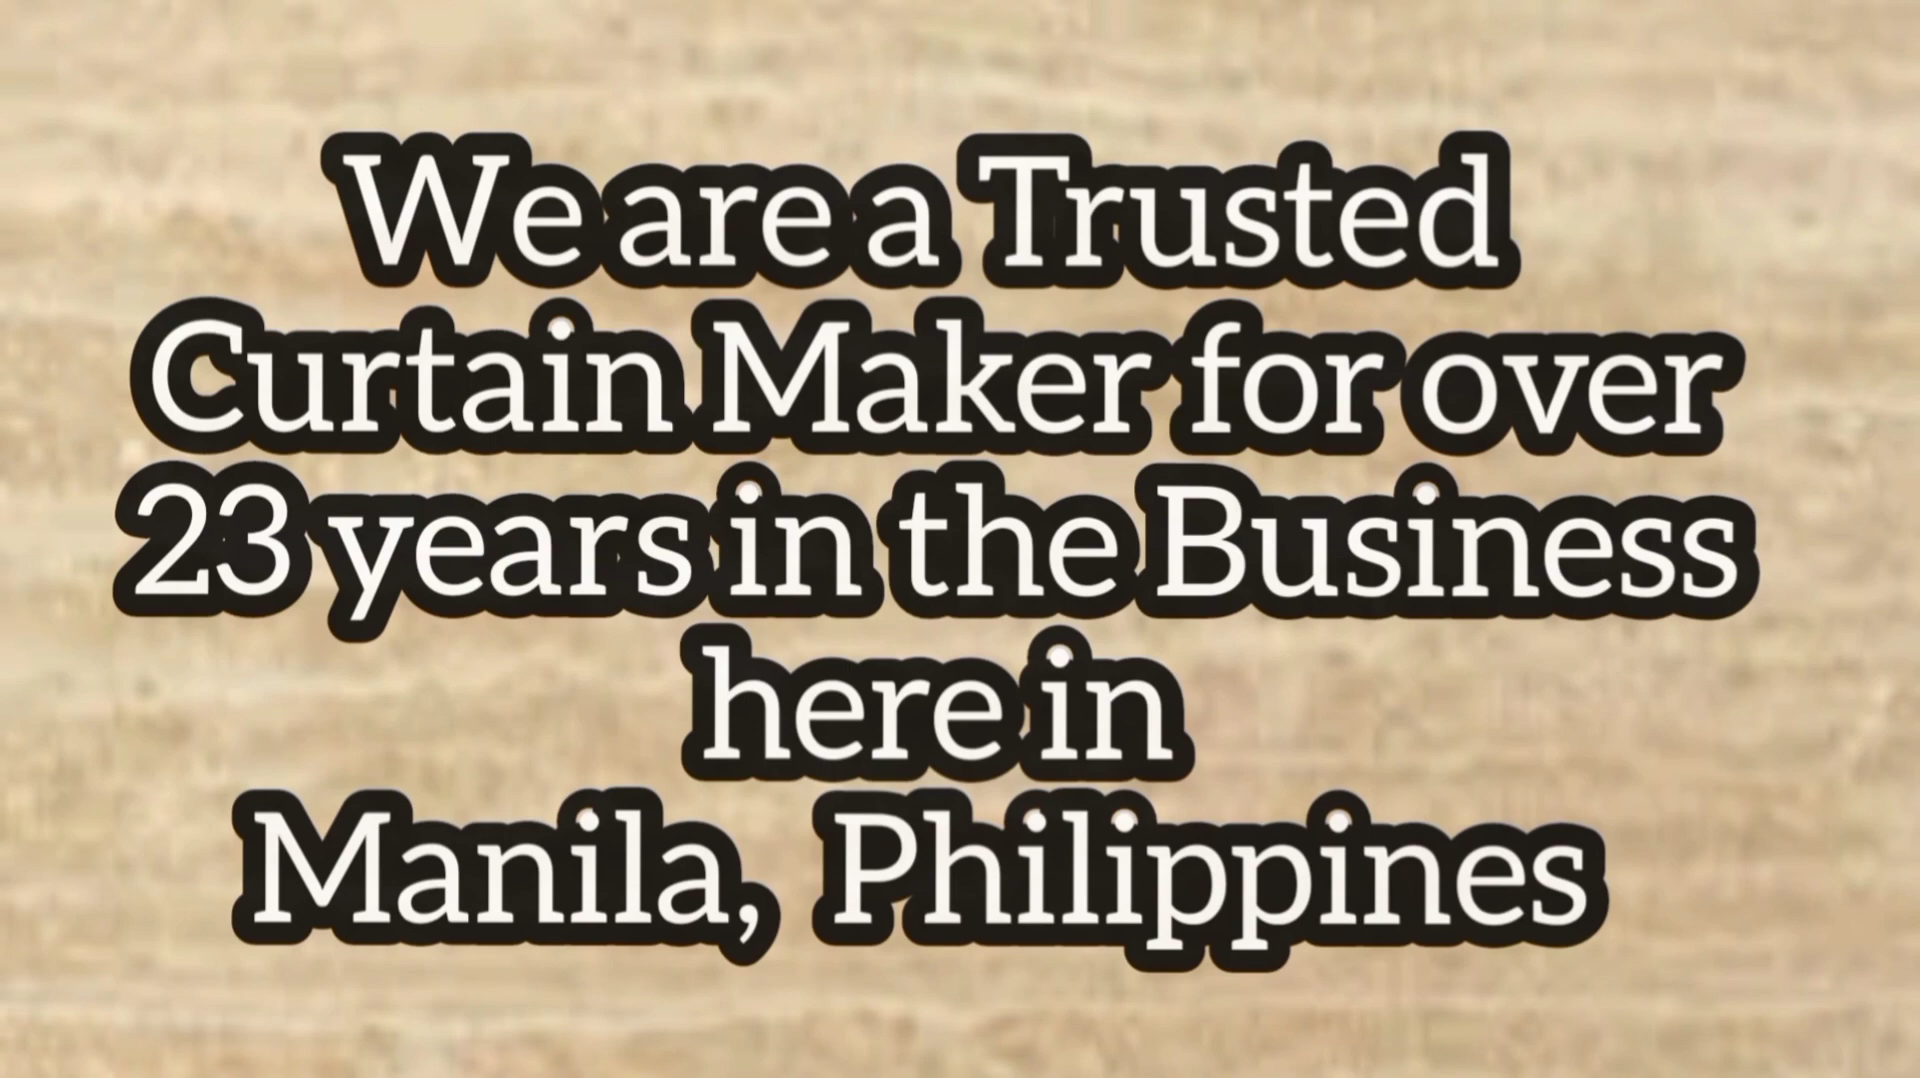 We are a Trusted
Curtain Maker for over
23 years in the Business
here in
Manila, Philippines